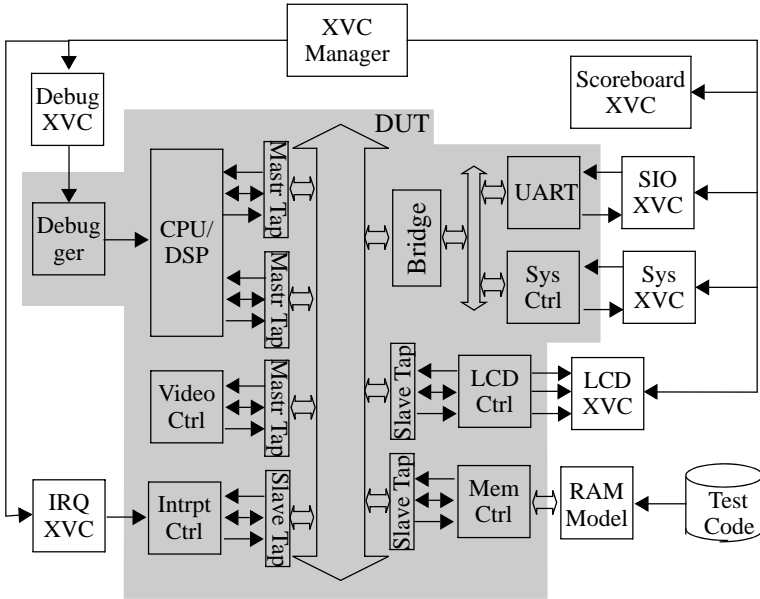 XVC
Manager
Scoreboard
XVC
Debug
XVC
DUT
Mastr Tap
CPU/
DSP
Debug
ger
Bridge
UART
SIO
XVC
Mastr Tap
Sys
Ctrl
Sys
XVC
Video
Ctrl
Mastr Tap
Slave Tap
LCD
Ctrl
LCD
XVC
IRQ
XVC
Intrpt
Ctrl
Slave Tap
Slave Tap
Mem
Ctrl
RAM
Model
Test
Code